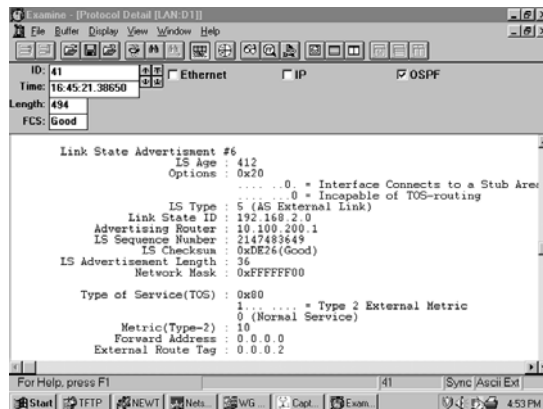 Examine - [Protocol Detail [LAN:D1]]
File Buffer Display View Window Help
ID: 41
Ethernet IP OSPF
Time: 16:45:21.38650
Length: 494
FCS: Good
Link State Advertisment #6
LS Age : 412
Options : 0x20
.... ..0. = Interface Connects to a Stub Area
.... ...0 = Incapable of TOS-routing
LS Type : 5 (AS External Link)
Link State ID : 192.168.2.0
Advertising Router : 10.100.200.1
LS Sequence Number : 2147483649
LS Checksum : 0xDE26(Good)
LS Advertisement Length : 36
Network Mask : 0xFFFFFF00
Type of Service(TOS) : 0x80
1... .... = Type 2 External Metric
0 (Normal Service)
Metric(Type-2) : 10
Forward Address : 0.0.0.0
External Route Tag : 0.0.0.2
For Help, press F1 41 Sync Ascii Ext
Start TFTP NEWT Nets... WG ... Capt... Exam... 4:53 PM